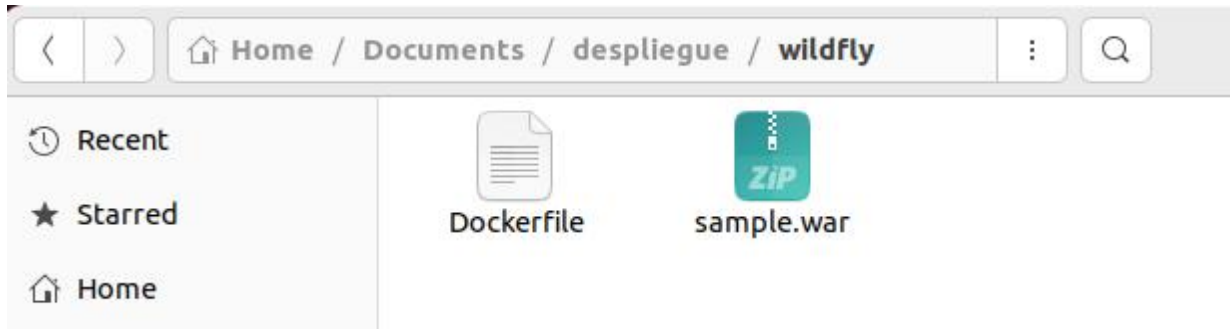 Home / Documents / despliegue / wildfly
Recent
Starred
Home
ZiP
Dockerfile
sample.war